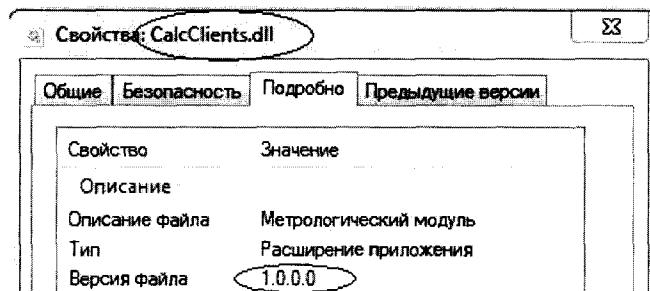 Свойства: CalcClients.dll
Общие Безопасность Подробно Предыдущие версии
Свойство Значение
Описание
Описание файла Метрологический модуль
Тип Расширение приложения
Версия файла 1.0.0.0